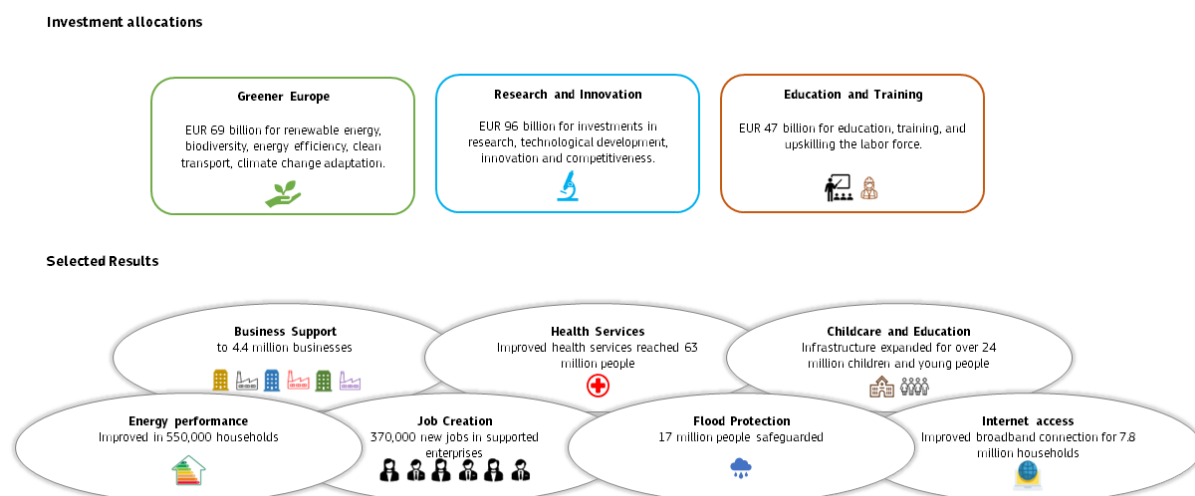 Investment allocations
Greener Europe
EUR 69 billion for renewable energy,
biodiversity, energy efficiency, clean
transport, climate change adaptation.
Research and Innovation
EUR 96 billion for investments in
research, technological development,
innovation and competitiveness.
Education and Training
EUR 47 billion for education, training, and
upskilling the labor force.
Selected Results
Business Support
to 4.4 million businesses
Health Services
Improved health services reached 63
million people
Childcare and Education
Infrastructure expanded for over 24
million children and young people
Energy performance
Improved in 550,000 households
Job Creation
370,000 new jobs in supported
enterprises
Flood Protection
17 million people safeguarded
Internet access
Improved broadband connection for 7.8
million households